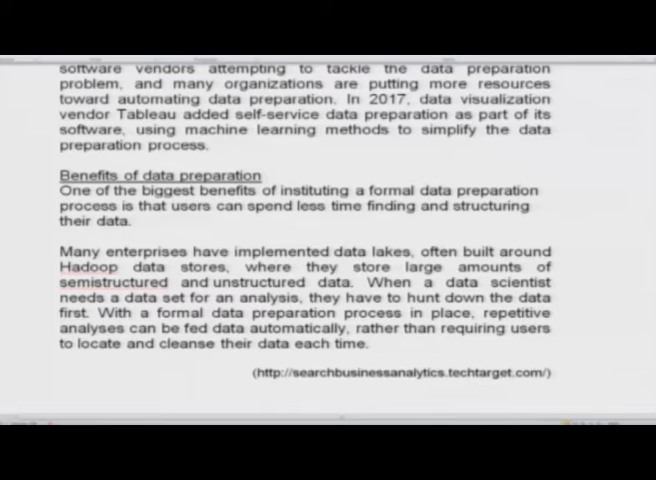 software vendors attempting to tackle the data preparation
problem, and many organizations are putting more resources
toward automating data preparation. In 2017, data visualization
vendor Tableau added self-service data preparation as part of its
software, using machine learning methods to simplify the data
preparation process.
Benefits of data preparation
One of the biggest benefits of instituting a formal data preparation
process is that users can spend less time finding and structuring
their data.
Many enterprises have implemented data lakes, often built around
Hadoop data stores, where they store large amounts of
semistructured and unstructured data. When a data scientist
needs a data set for an analysis, they have to hunt down the data
first. With a formal data preparation process in place, repetitive
analyses can be fed data automatically, rather than requiring users
to locate and cleanse their data each time.
(http://searchbusinessanalytics.techtarget.com/)